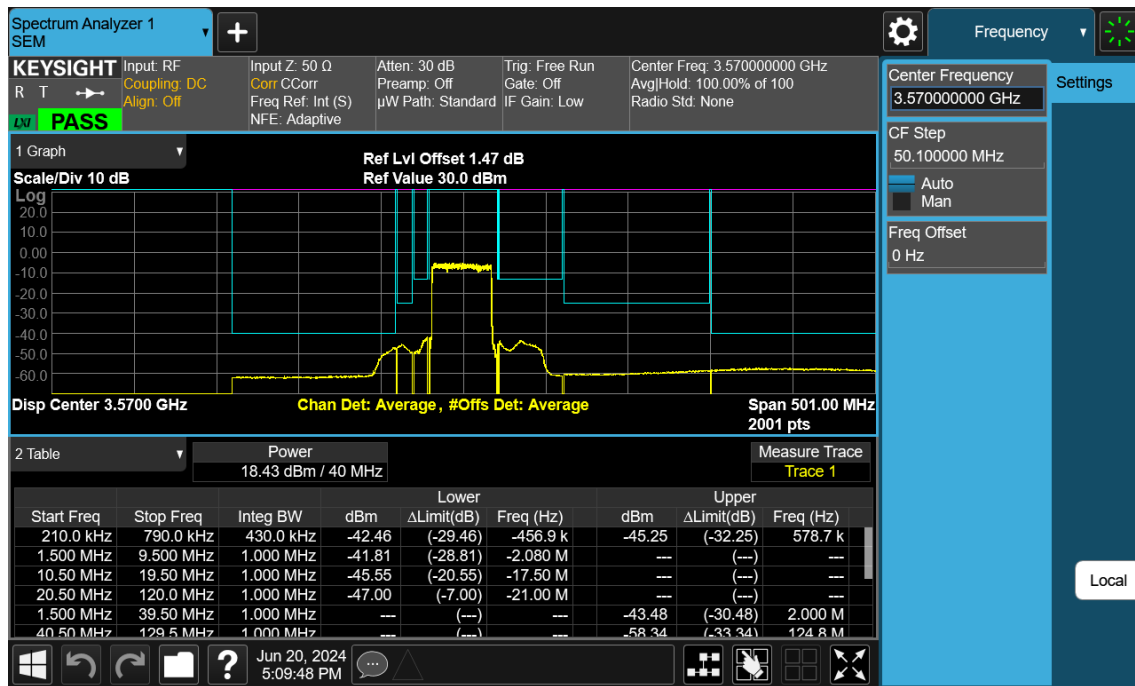 Spectrum Analyzer 1
SEM
▼
+
Frequency
▼
KEYSIGHT
R T
LXI PASS
Input: RF
Coupling: DC
Align: Off
Input Z: 50 Ω
Corr CCorr
Freq Ref: Int (S)
NFE: Adaptive
Atten: 30 dB
Preamp: Off
µW Path: Standard
Trig: Free Run
Gate: Off
IF Gain: Low
Center Freq: 3.570000000 GHz
Avg|Hold: 100.00% of 100
Radio Std: None
Center Frequency
3.570000000 GHz
Settings
CF Step
50.100000 MHz
Auto
Man
Freq Offset
0 Hz
1 Graph ▼
Scale/Div 10 dB
Ref Lvl Offset 1.47 dB
Ref Value 30.0 dBm
Log
20.0
10.0
0.00
-10.0
-20.0
-30.0
-40.0
-50.0
-60.0
Disp Center 3.5700 GHz
Chan Det: Average , #Offs Det: Average
Span 501.00 MHz
2001 pts
2 Table ▼
Power
18.43 dBm / 40 MHz
Measure Trace
Trace 1
Lower Upper
Start Freq Stop Freq Integ BW dBm ΔLimit(dB) Freq (Hz) dBm ΔLimit(dB) Freq (Hz)
210.0 kHz 790.0 kHz 430.0 kHz -42.46 (-29.46) -456.9 k -45.25 (-32.25) 578.7 k
1.500 MHz 9.500 MHz 1.000 MHz -41.81 (-28.81) -2.080 M --- (---) ---
10.50 MHz 19.50 MHz 1.000 MHz -45.55 (-20.55) -17.50 M --- (---) ---
20.50 MHz 120.0 MHz 1.000 MHz -47.00 (-7.00) -21.00 M --- (---) ---
1.500 MHz 39.50 MHz 1.000 MHz --- (---) --- -43.48 (-30.48) 2.000 M
40.50 MHz 129.5 MHz 1.000 MHz --- (---) --- -58.34 (-33.34) 124.8 M
Local
?
Jun 20, 2024
5:09:48 PM